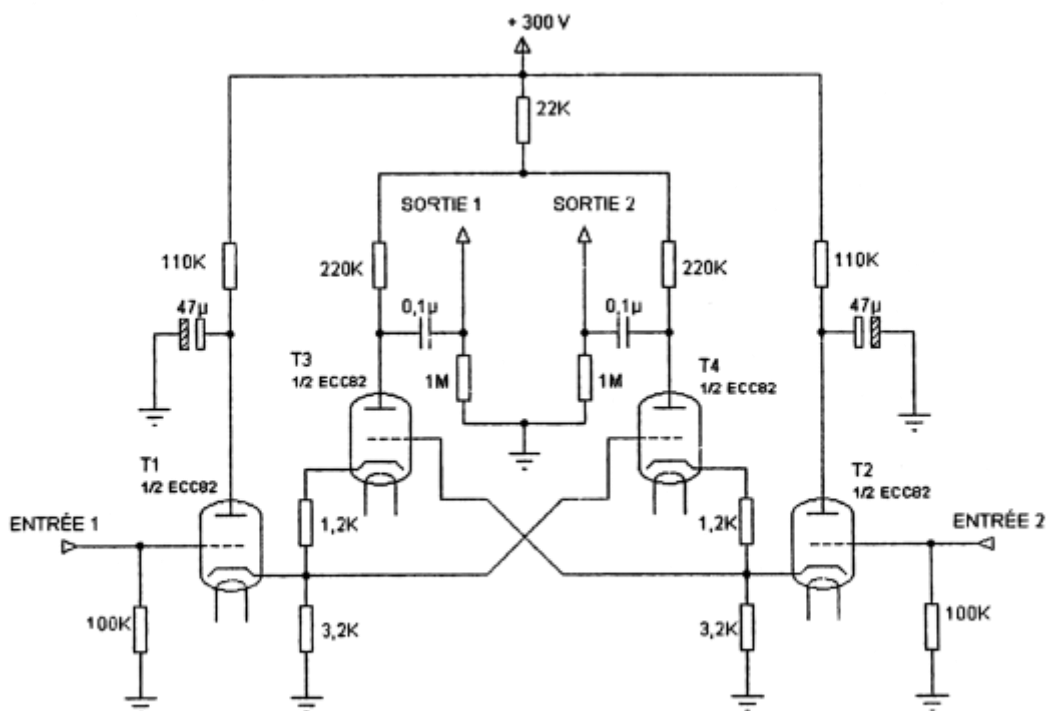 + 300 V
22K
SORTIE 1
SORTIE 2
110K
220K
220K
110K
47µ
0,1µ
0,1µ
47µ
T3
1/2 ECC82
1M
1M
T4
1/2 ECC82
T1
1/2 ECC82
T2
1/2 ECC82
ENTRÉE 1
1,2K
1,2K
ENTRÉE 2
100K
3,2K
3,2K
100K